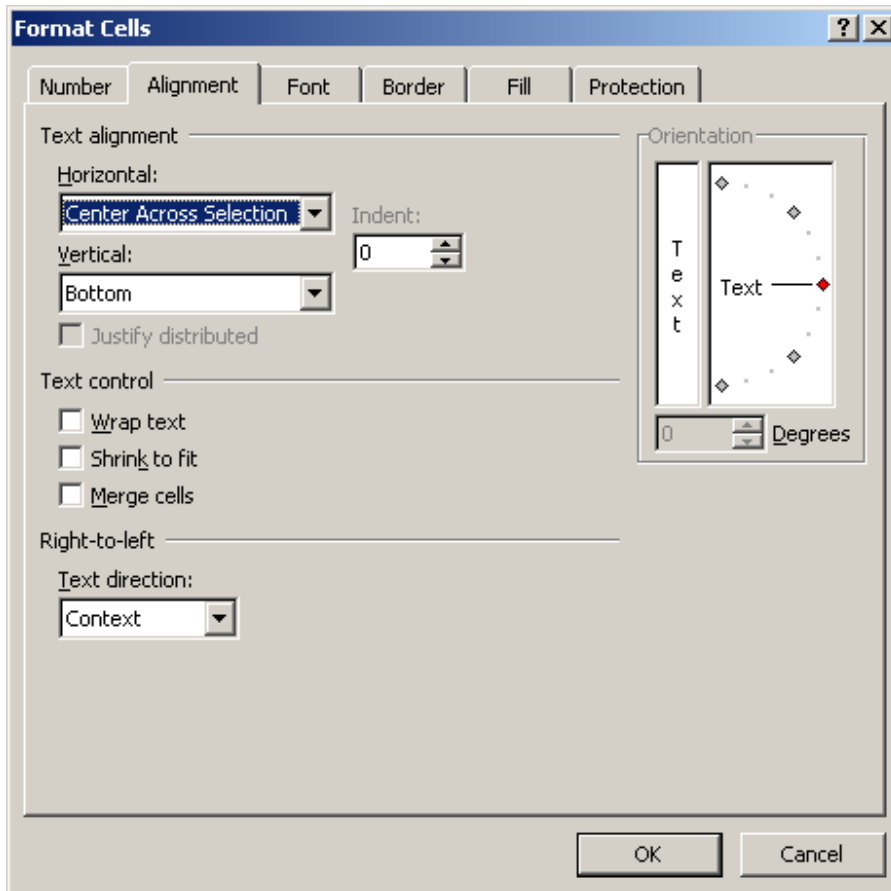 Format Cells
Number Alignment Font Border Fill Protection
Text alignment
Horizontal:
Center Across Selection
Indent:
0
Vertical:
Bottom
Justify distributed
Text control
Wrap text
Shrink to fit
Merge cells
Right-to-left
Text direction:
Context
Orientation
Text
Text
0 Degrees
OK Cancel